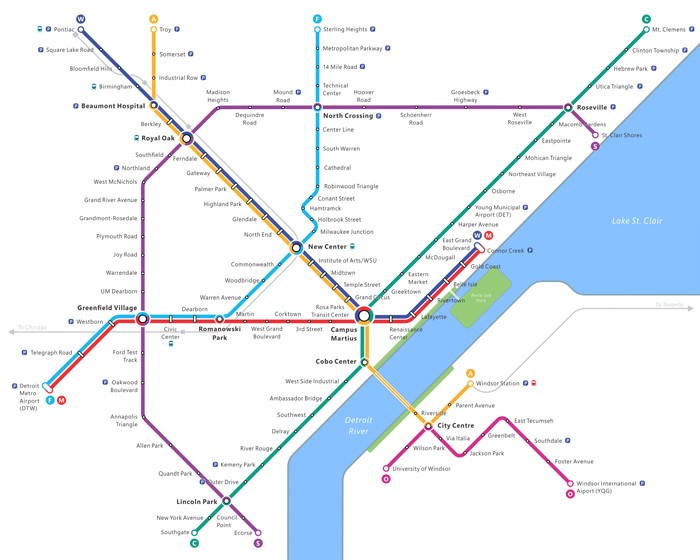 W
A
F
C
Pontiac P
Troy P
Sterling Heights P
Mt. Clemens P
P Square Lake Road
Somerset P
Metropolitan Parkway P
Clinton Township
Bloomfield Hills
Industrial Row P
14 Mile Road P
Hebrew Park P
Birmingham
Technical
Center
Utica Triangle P
Beaumont Hospital
Madison
Heights
Mound
Road
Hoover
Road
Groesbeck
Highway
Roseville P
Berkley
Dequindre
Road
North Crossing P
Schoenherr
Road
West
Roseville
Macomb Gardens
Royal Oak
Center Line
St. Clair Shores
S
Southfield
Ferndale
South Warren
Eastpointe
P Northland
Gateway
Cathedral
Mohican Triangle
West McNichols
Palmer Park
Robinwood Triangle
Northeast Village
Grand River Avenue
Highland Park
Conant Street
Osborne
Grandmont-Rosedale
Glendale
Hamtramck
Holbrook Street
Young Municipal
Airport (DET)
Plymouth Road
North End
Milwaukee Junction
Harper Avenue
Lake St. Clair
Joy Road
New Center
East Grand
Boulevard
W M
Conner Creek P
Warrendale
Commonwealth
Institute of Arts/WSU
McDougall
Gold Coast
Woodbridge
Midtown
Eastern
Market
Belle Isle
UM Dearborn
Warren Avenue
Temple Street
Greektown
Rivertown
Belle Isle
Park
Greenfield Village
Dearborn
Martin
Corktown
Rosa Parks
Transit Center
Grand Circus
Lafayette
P Westborn
Civic
Center
Romanowski
Park
West Grand
Boulevard
3rd Street
Campus
Martius
Renaissance
Center
To Chicago
To Toronto
P Telegraph Road
Ford Test
Track
Cobo Center
P Detroit
Metro
Airport
(DTW)
F M
P Oakwood
Boulevard
West Side Industrial
A
Windsor Station P
Ambassador Bridge
Parent Avenue
Annapolis
Triangle
Southwest
Detroit
River
Riverside
City Centre
East Tecumseh
Allen Park
Delray
Via Italia
Greenbelt
Southdale P
River Rouge
Wilson Park
Jackson Park
Foster Avenue
Quandt Park
P Kemeny Park
University of Windsor
O
P Outer Drive
Windsor International P
Airport (YQG)
O
Lincoln Park
New York Avenue
Council
Point
Southgate
Ecorse
C
S